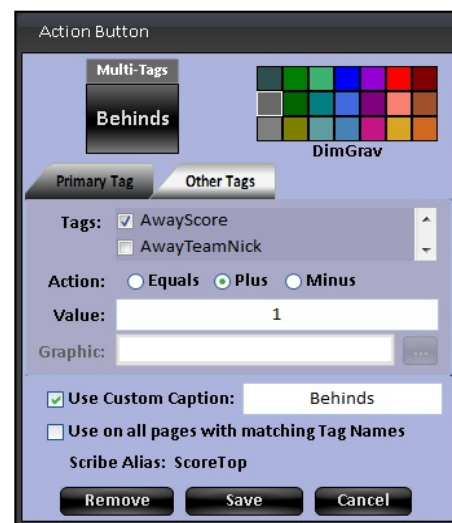 Action Button
Multi-Tags
Behinds
DimGray
Primary Tag Other Tags
Tags: AwayScore
AwayTeamNick
Action: Equals Plus Minus
Value: 1
Graphic: ...
Use Custom Caption: Behinds
Use on all pages with matching Tag Names
Scribe Alias: ScoreTop
Remove Save Cancel